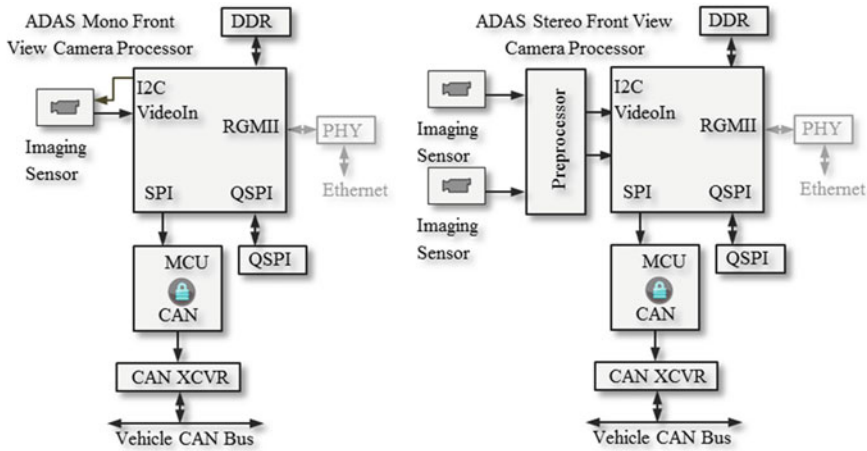 ADAS Mono Front
View Camera Processor
DDR
I2C
VideoIn
RGMII
PHY
Ethernet
Imaging
Sensor
SPI
QSPI
MCU
CAN
QSPI
CAN XCVR
Vehicle CAN Bus
ADAS Stereo Front View
Camera Processor
DDR
Imaging
Sensor
Preprocessor
I2C
VideoIn
RGMII
PHY
Ethernet
Imaging
Sensor
SPI
QSPI
MCU
CAN
QSPI
CAN XCVR
Vehicle CAN Bus